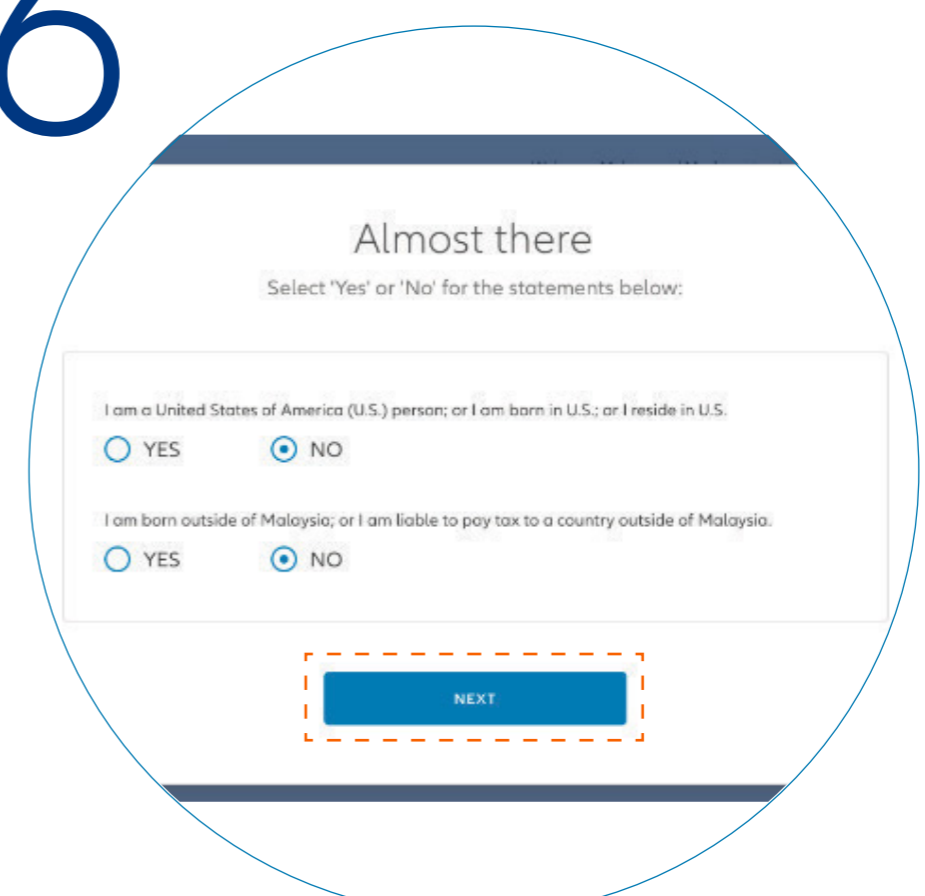 6
Almost there
Select 'Yes' or 'No' for the statements below:
I am a United States of America (U.S.) person; or I am born in U.S.; or I reside in U.S.
YES NO
I am born outside of Malaysia; or I am liable to pay tax to a country outside of Malaysia.
YES NO
NEXT